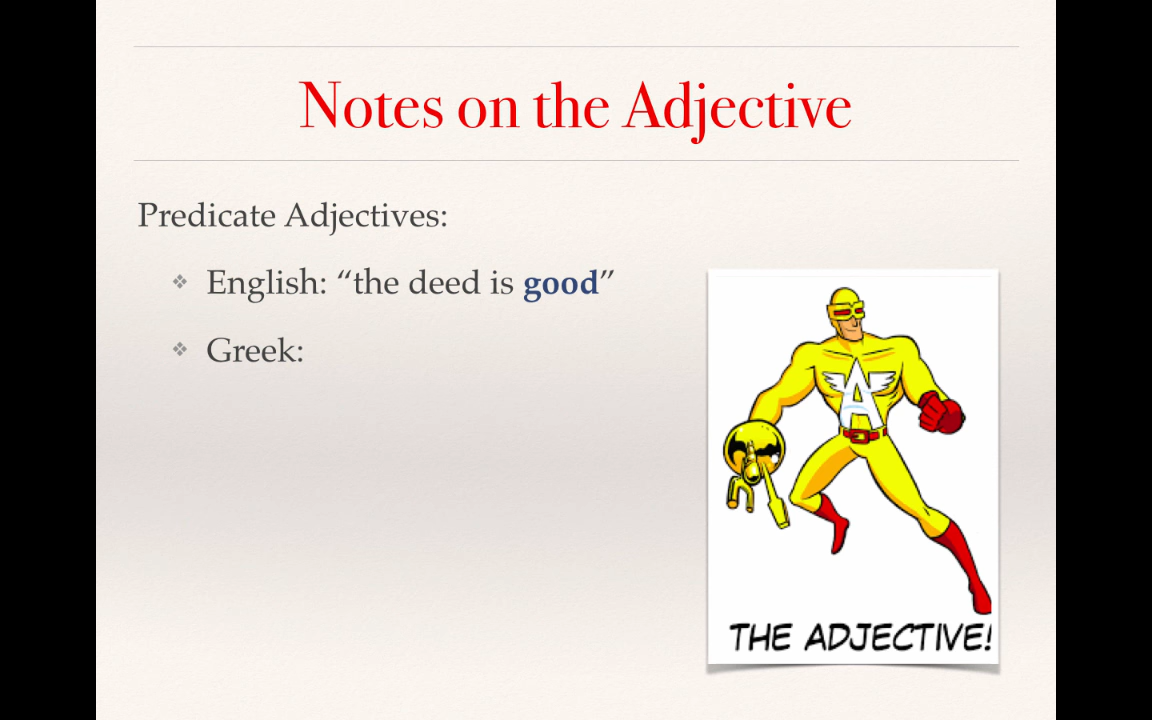 Notes on the Adjective
Predicate Adjectives:
English: “the deed is good”
Greek:
A
THE ADJECTIVE!